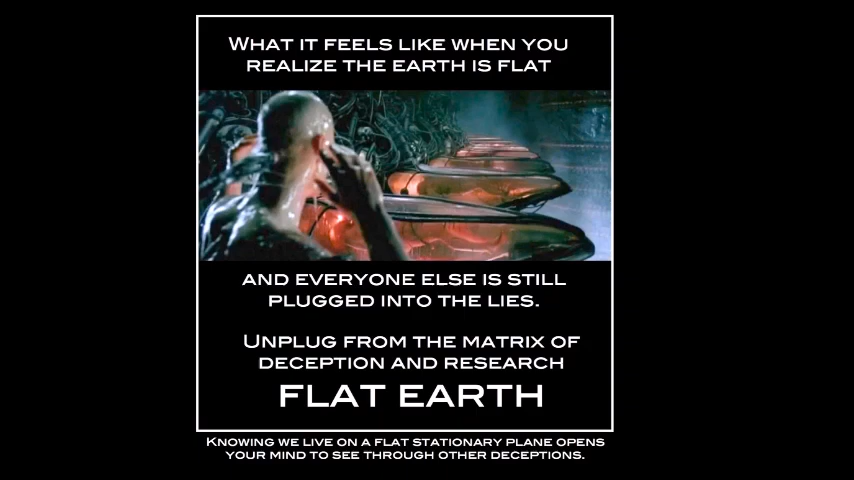 What it feels like when you
realize the earth is flat
and everyone else is still
plugged into the lies.
Unplug from the matrix of
deception and research
FLAT EARTH
Knowing we live on a flat stationary plane opens
your mind to see through other deceptions.